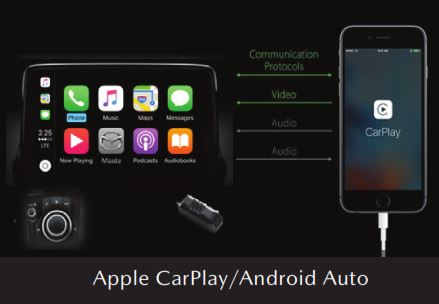 Communication
Protocols
Video
Audio
Audio
Phone
Music
Maps
Messages
2:25
LTE
Now Playing
Mazda
Podcasts
Audiobooks
CarPlay
Apple CarPlay/Android Auto